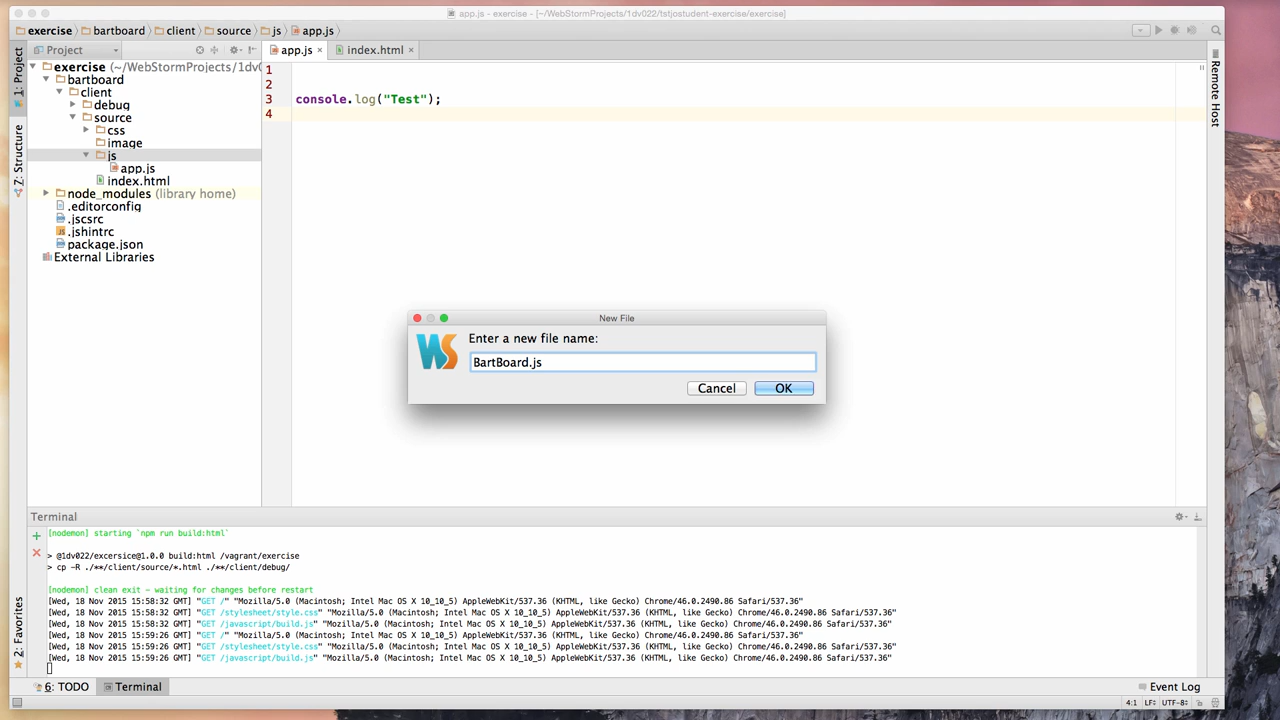 app.js - exercise - [~/WebStormProjects/1dv022/tstjostudent-exercise/exercise]
exercise bartboard client source js app.js
Project
app.js × index.html ×
1: Project
Z: Structure
2: Favorites
Remote Host
exercise (~/WebStormProjects/1dv0
bartboard
client
debug
source
css
image
js
app.js
index.html
node_modules (library home)
.editorconfig
.jscsrc
.jshintrc
package.json
External Libraries
1
2
3 console.log("Test");
4
New File
WS
Enter a new file name:
BartBoard.js
Cancel OK
Terminal
[nodemon] starting `npm run build:html`
> @1dv022/excersice@1.0.0 build:html /vagrant/exercise
> cp -R ./**/client/source/*.html ./**/client/debug/
[nodemon] clean exit - waiting for changes before restart
[Wed, 18 Nov 2015 15:58:32 GMT] "GET /" "Mozilla/5.0 (Macintosh; Intel Mac OS X 10_10_5) AppleWebKit/537.36 (KHTML, like Gecko) Chrome/46.0.2490.86 Safari/537.36"
[Wed, 18 Nov 2015 15:58:32 GMT] "GET /stylesheet/style.css" "Mozilla/5.0 (Macintosh; Intel Mac OS X 10_10_5) AppleWebKit/537.36 (KHTML, like Gecko) Chrome/46.0.2490.86 Safari/537.36"
[Wed, 18 Nov 2015 15:58:32 GMT] "GET /javascript/build.js" "Mozilla/5.0 (Macintosh; Intel Mac OS X 10_10_5) AppleWebKit/537.36 (KHTML, like Gecko) Chrome/46.0.2490.86 Safari/537.36"
[Wed, 18 Nov 2015 15:59:26 GMT] "GET /" "Mozilla/5.0 (Macintosh; Intel Mac OS X 10_10_5) AppleWebKit/537.36 (KHTML, like Gecko) Chrome/46.0.2490.86 Safari/537.36"
[Wed, 18 Nov 2015 15:59:26 GMT] "GET /stylesheet/style.css" "Mozilla/5.0 (Macintosh; Intel Mac OS X 10_10_5) AppleWebKit/537.36 (KHTML, like Gecko) Chrome/46.0.2490.86 Safari/537.36"
[Wed, 18 Nov 2015 15:59:26 GMT] "GET /javascript/build.js" "Mozilla/5.0 (Macintosh; Intel Mac OS X 10_10_5) AppleWebKit/537.36 (KHTML, like Gecko) Chrome/46.0.2490.86 Safari/537.36"
6: TODO Terminal Event Log
4:1 LF÷ UTF-8÷